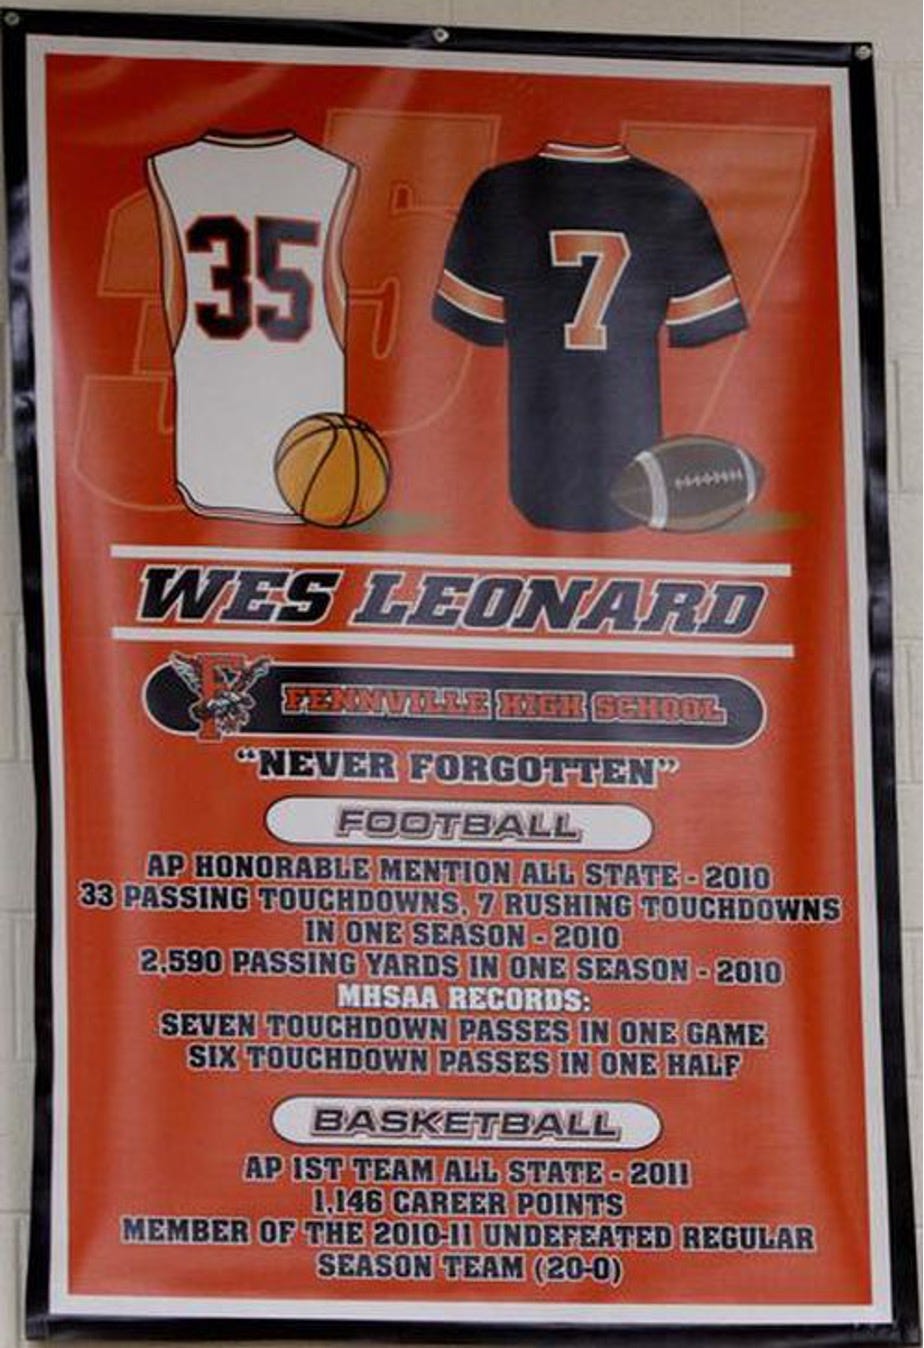 35
7
WES LEONARD
F FENNVILLE HIGH SCHOOL
"NEVER FORGOTTEN"
FOOTBALL
AP HONORABLE MENTION ALL STATE - 2010
33 PASSING TOUCHDOWNS, 7 RUSHING TOUCHDOWNS
IN ONE SEASON - 2010
2,590 PASSING YARDS IN ONE SEASON - 2010
MHSAA RECORDS:
SEVEN TOUCHDOWN PASSES IN ONE GAME
SIX TOUCHDOWN PASSES IN ONE HALF
BASKETBALL
AP 1ST TEAM ALL STATE - 2011
1,146 CAREER POINTS
MEMBER OF THE 2010-11 UNDEFEATED REGULAR
SEASON TEAM (20-0)